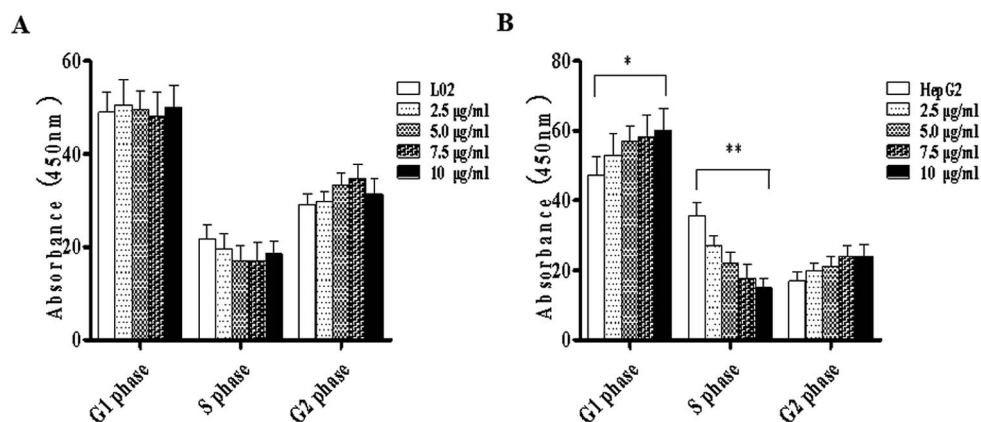 A
Absorbance (450nm)
60
40
20
0
G1 phase
S phase
G2 phase
L02
2.5 μg/ml
5.0 μg/ml
7.5 μg/ml
10 μg/ml
B
Absorbance (450nm)
80
60
40
20
0
*
**
G1 phase
S phase
G2 phase
HepG2
2.5 μg/ml
5.0 μg/ml
7.5 μg/ml
10 μg/ml